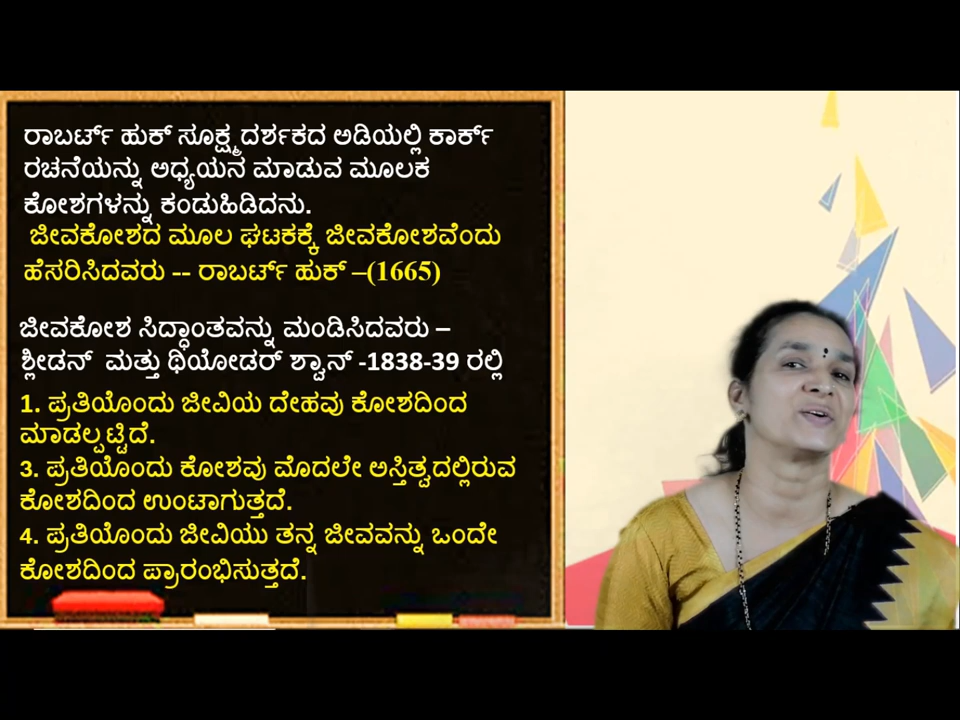 ರಾಬರ್ಟ್ ಹುಕ್ ಸೂಕ್ಷ್ಮದರ್ಶಕದ ಅಡಿಯಲ್ಲಿ ಕಾರ್ಕ್
ರಚನೆಯನ್ನು ಅಧ್ಯಯನ ಮಾಡುವ ಮೂಲಕ
ಕೋಶಗಳನ್ನು ಕಂಡುಹಿಡಿದನು.
ಜೀವಕೋಶದ ಮೂಲ ಘಟಕಕ್ಕೆ ಜೀವಕೋಶವೆಂದು
ಹೆಸರಿಸಿದವರು -- ರಾಬರ್ಟ್ ಹುಕ್ –(1665)
ಜೀವಕೋಶ ಸಿದ್ಧಾಂತವನ್ನು ಮಂಡಿಸಿದವರು –
ಶ್ಲೀಡನ್ ಮತ್ತು ಥಿಯೋಡರ್ ಶ್ವಾನ್ -1838-39 ರಲ್ಲಿ
1. ಪ್ರತಿಯೊಂದು ಜೀವಿಯ ದೇಹವು ಕೋಶದಿಂದ
ಮಾಡಲ್ಪಟ್ಟಿದೆ.
3. ಪ್ರತಿಯೊಂದು ಕೋಶವು ಮೊದಲೇ ಅಸ್ತಿತ್ವದಲ್ಲಿರುವ
ಕೋಶದಿಂದ ಉಂಟಾಗುತ್ತದೆ.
4. ಪ್ರತಿಯೊಂದು ಜೀವಿಯು ತನ್ನ ಜೀವವನ್ನು ಒಂದೇ
ಕೋಶದಿಂದ ಪ್ರಾರಂಭಿಸುತ್ತದೆ.